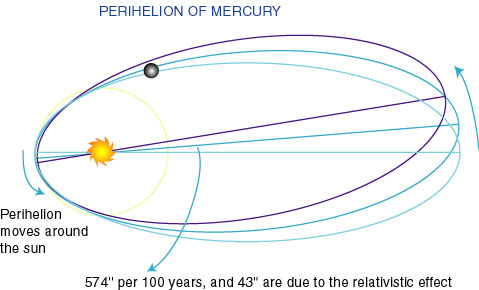 PERIHELION OF MERCURY
Perihelion
moves around
the sun
574" per 100 years, and 43" are due to the relativistic effect